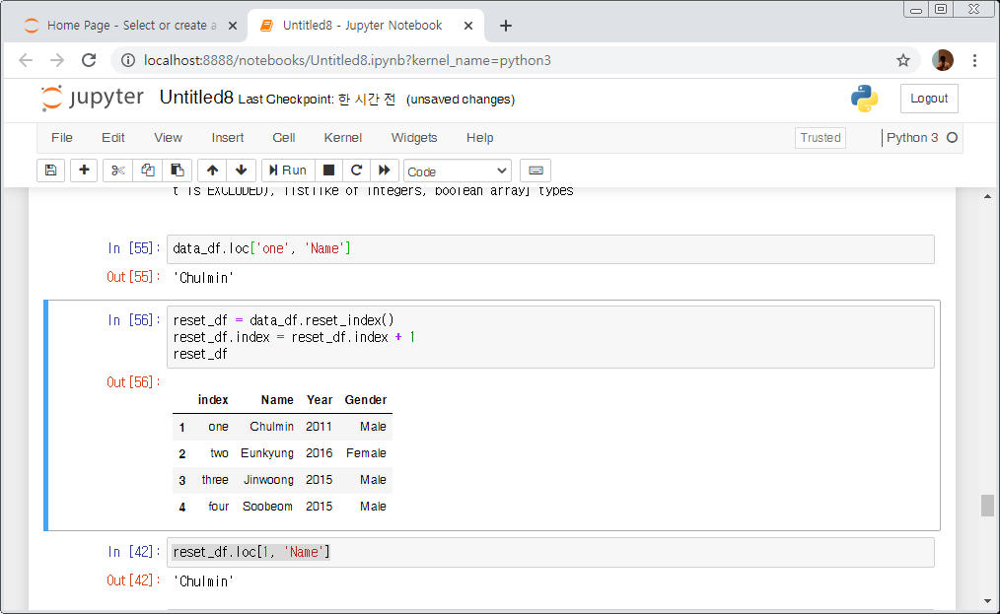 Home Page - Select or create a
Untitled8 - Jupyter Notebook
localhost:8888/notebooks/Untitled8.ipynb?kernel_name=python3
jupyter Untitled8 Last Checkpoint: 한 시간 전 (unsaved changes)
Logout
File Edit View Insert Cell Kernel Widgets Help
Trusted
Python 3
Run
Code
t is EXCLUDED), listlike of integers, boolean array] types
In [55]: data_df.loc['one', 'Name']
Out[55]: 'Chulmin'
In [56]: reset_df = data_df.reset_index()
reset_df.index = reset_df.index + 1
reset_df
Out[56]:
index Name Year Gender
1 one Chulmin 2011 Male
2 two Eunkyung 2016 Female
3 three Jinwoong 2015 Male
4 four Soobeom 2015 Male
In [42]: reset_df.loc[1, 'Name']
Out[42]: 'Chulmin'